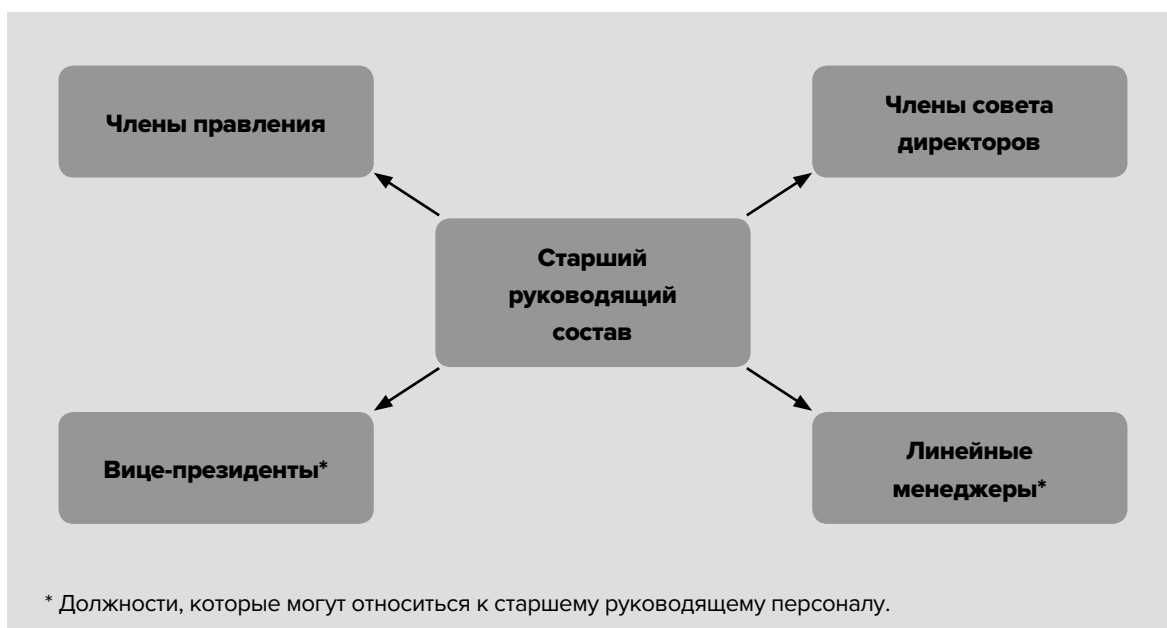 Члены правления
Члены совета
директоров
Старший
руководящий
состав
Вице-президенты*
Линейные
менеджеры*
* Должности, которые могут относиться к старшему руководящему персоналу.